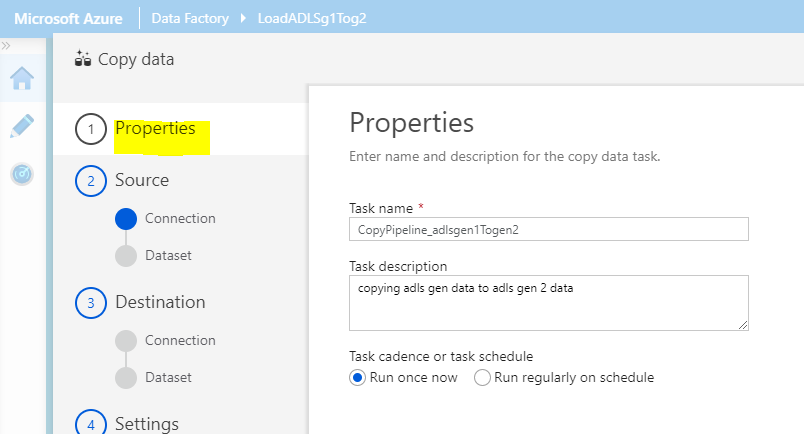 Microsoft Azure Data Factory LoadADLSg1Tog2
»
Copy data
1 Properties
2 Source
Connection
Dataset
3 Destination
Connection
Dataset
4 Settings
Properties
Enter name and description for the copy data task.
Task name *
CopyPipeline_adlsgen1Togen2
Task description
copying adls gen data to adls gen 2 data
Task cadence or task schedule
Run once now Run regularly on schedule